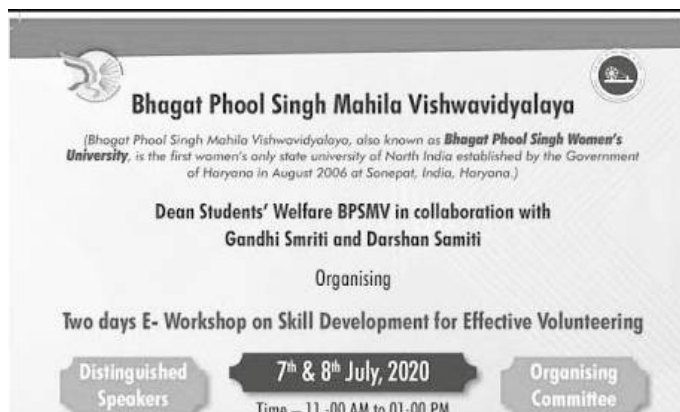 Bhagat Phool Singh Mahila Vishwavidyalaya
(Bhagat Phool Singh Mahila Vishwavidyalaya, also known as Bhagat Phool Singh Women's
University, is the first women's only state university of North India established by the Government
of Haryana in August 2006 at Sonepat, India, Haryana.)
Dean Students' Welfare BPSMV in collaboration with
Gandhi Smriti and Darshan Samiti
Organising
Two days E- Workshop on Skill Development for Effective Volunteering
Distinguished
Speakers
7th & 8th July, 2020
Time – 11 -00 AM to 01-00 PM
Organising
Committee